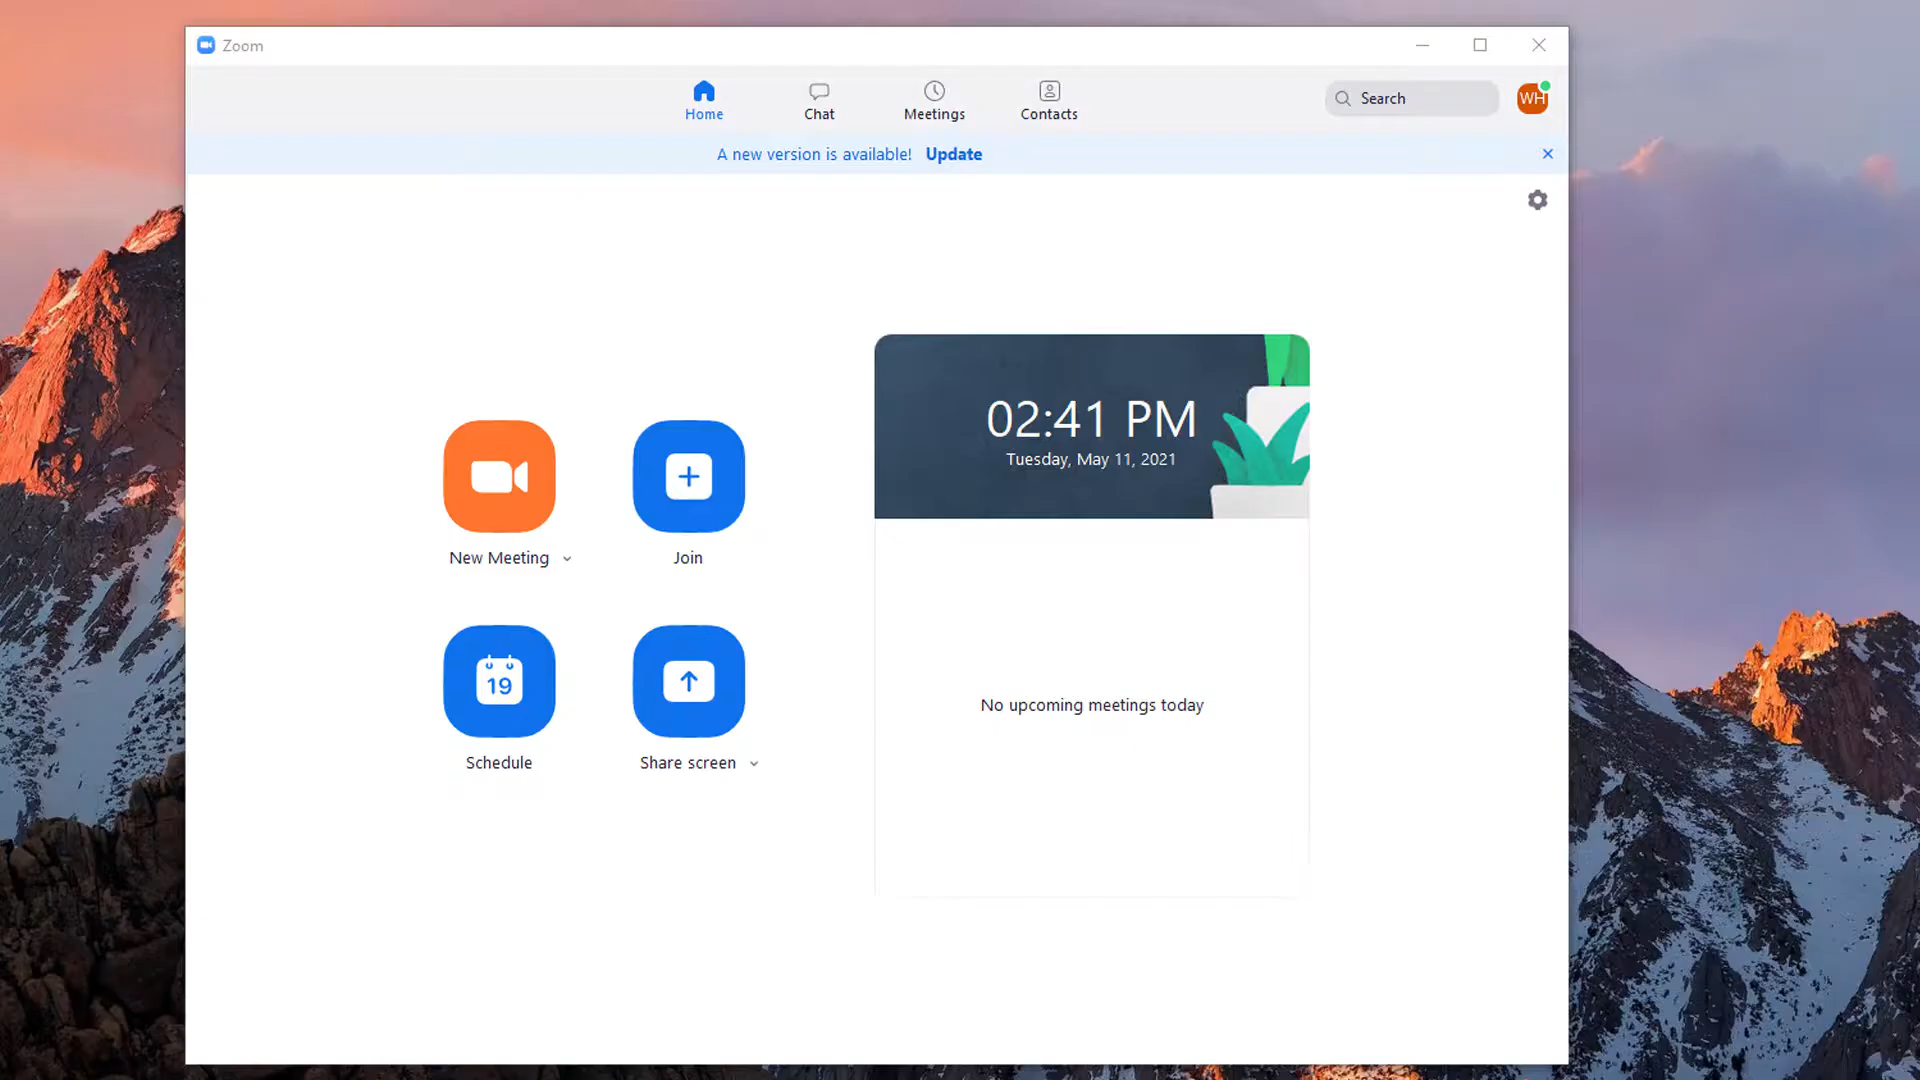 Zoom
Home
Chat
Meetings
Contacts
Search
WH
A new version is available! Update
02:41 PM
Tuesday, May 11, 2021
New Meeting
Join
19
Schedule
Share screen
No upcoming meetings today